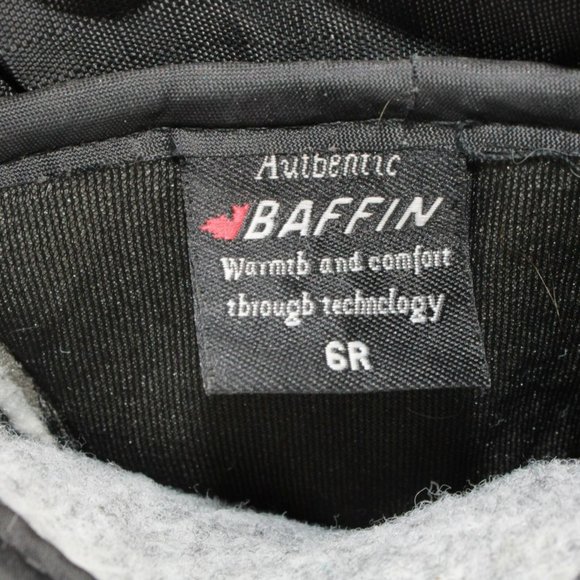 Authentic
BAFFIN
Warmth and comfort
through technology
6R